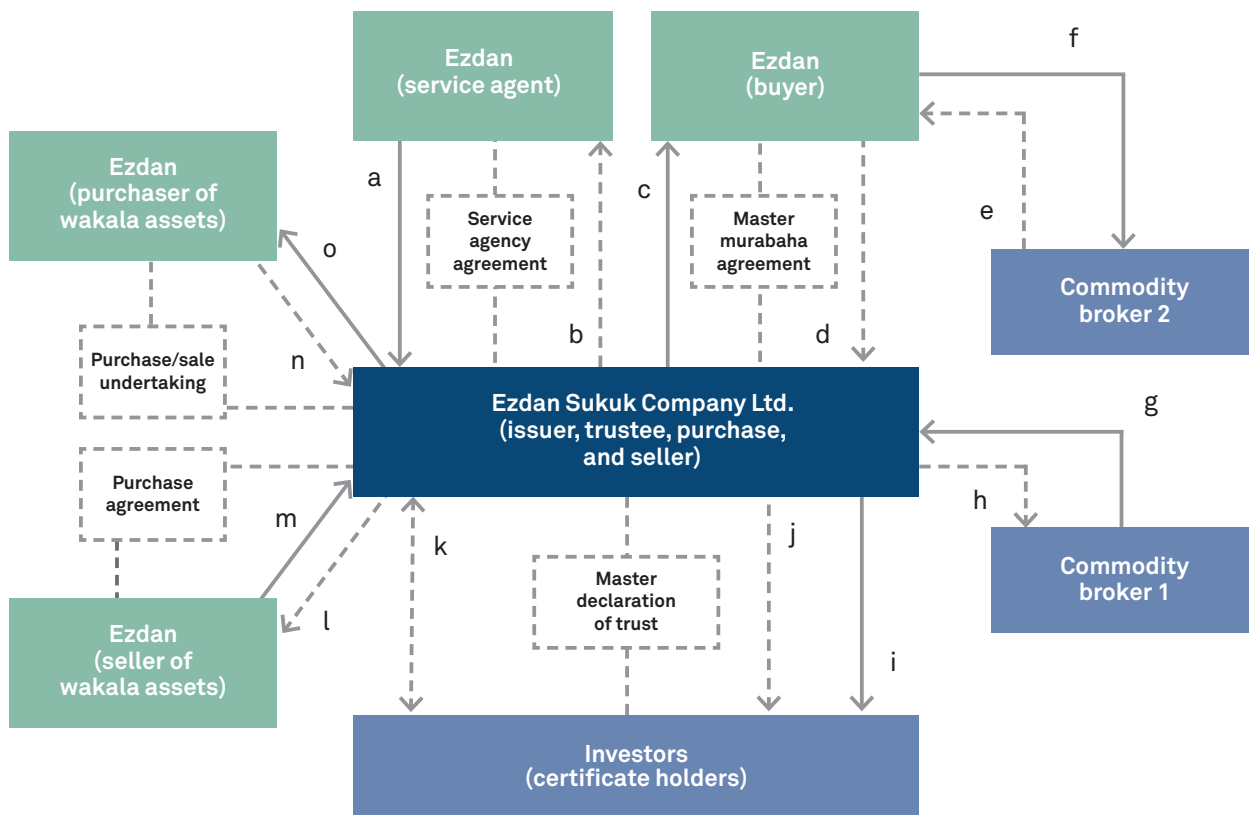 Ezdan
(service agent)
Ezdan
(buyer)
f
Ezdan
(purchaser of
wakala assets)
a
Service
agency
agreement
c
Master
murabaha
agreement
e
o
b
d
Commodity
broker 2
n
Purchase/sale
undertaking
Ezdan Sukuk Company Ltd.
(issuer, trustee, purchase,
and seller)
g
Purchase
agreement
m
h
k
j
Commodity
broker 1
l
Master
declaration
of trust
i
Ezdan
(seller of
wakala assets)
Investors
(certificate holders)